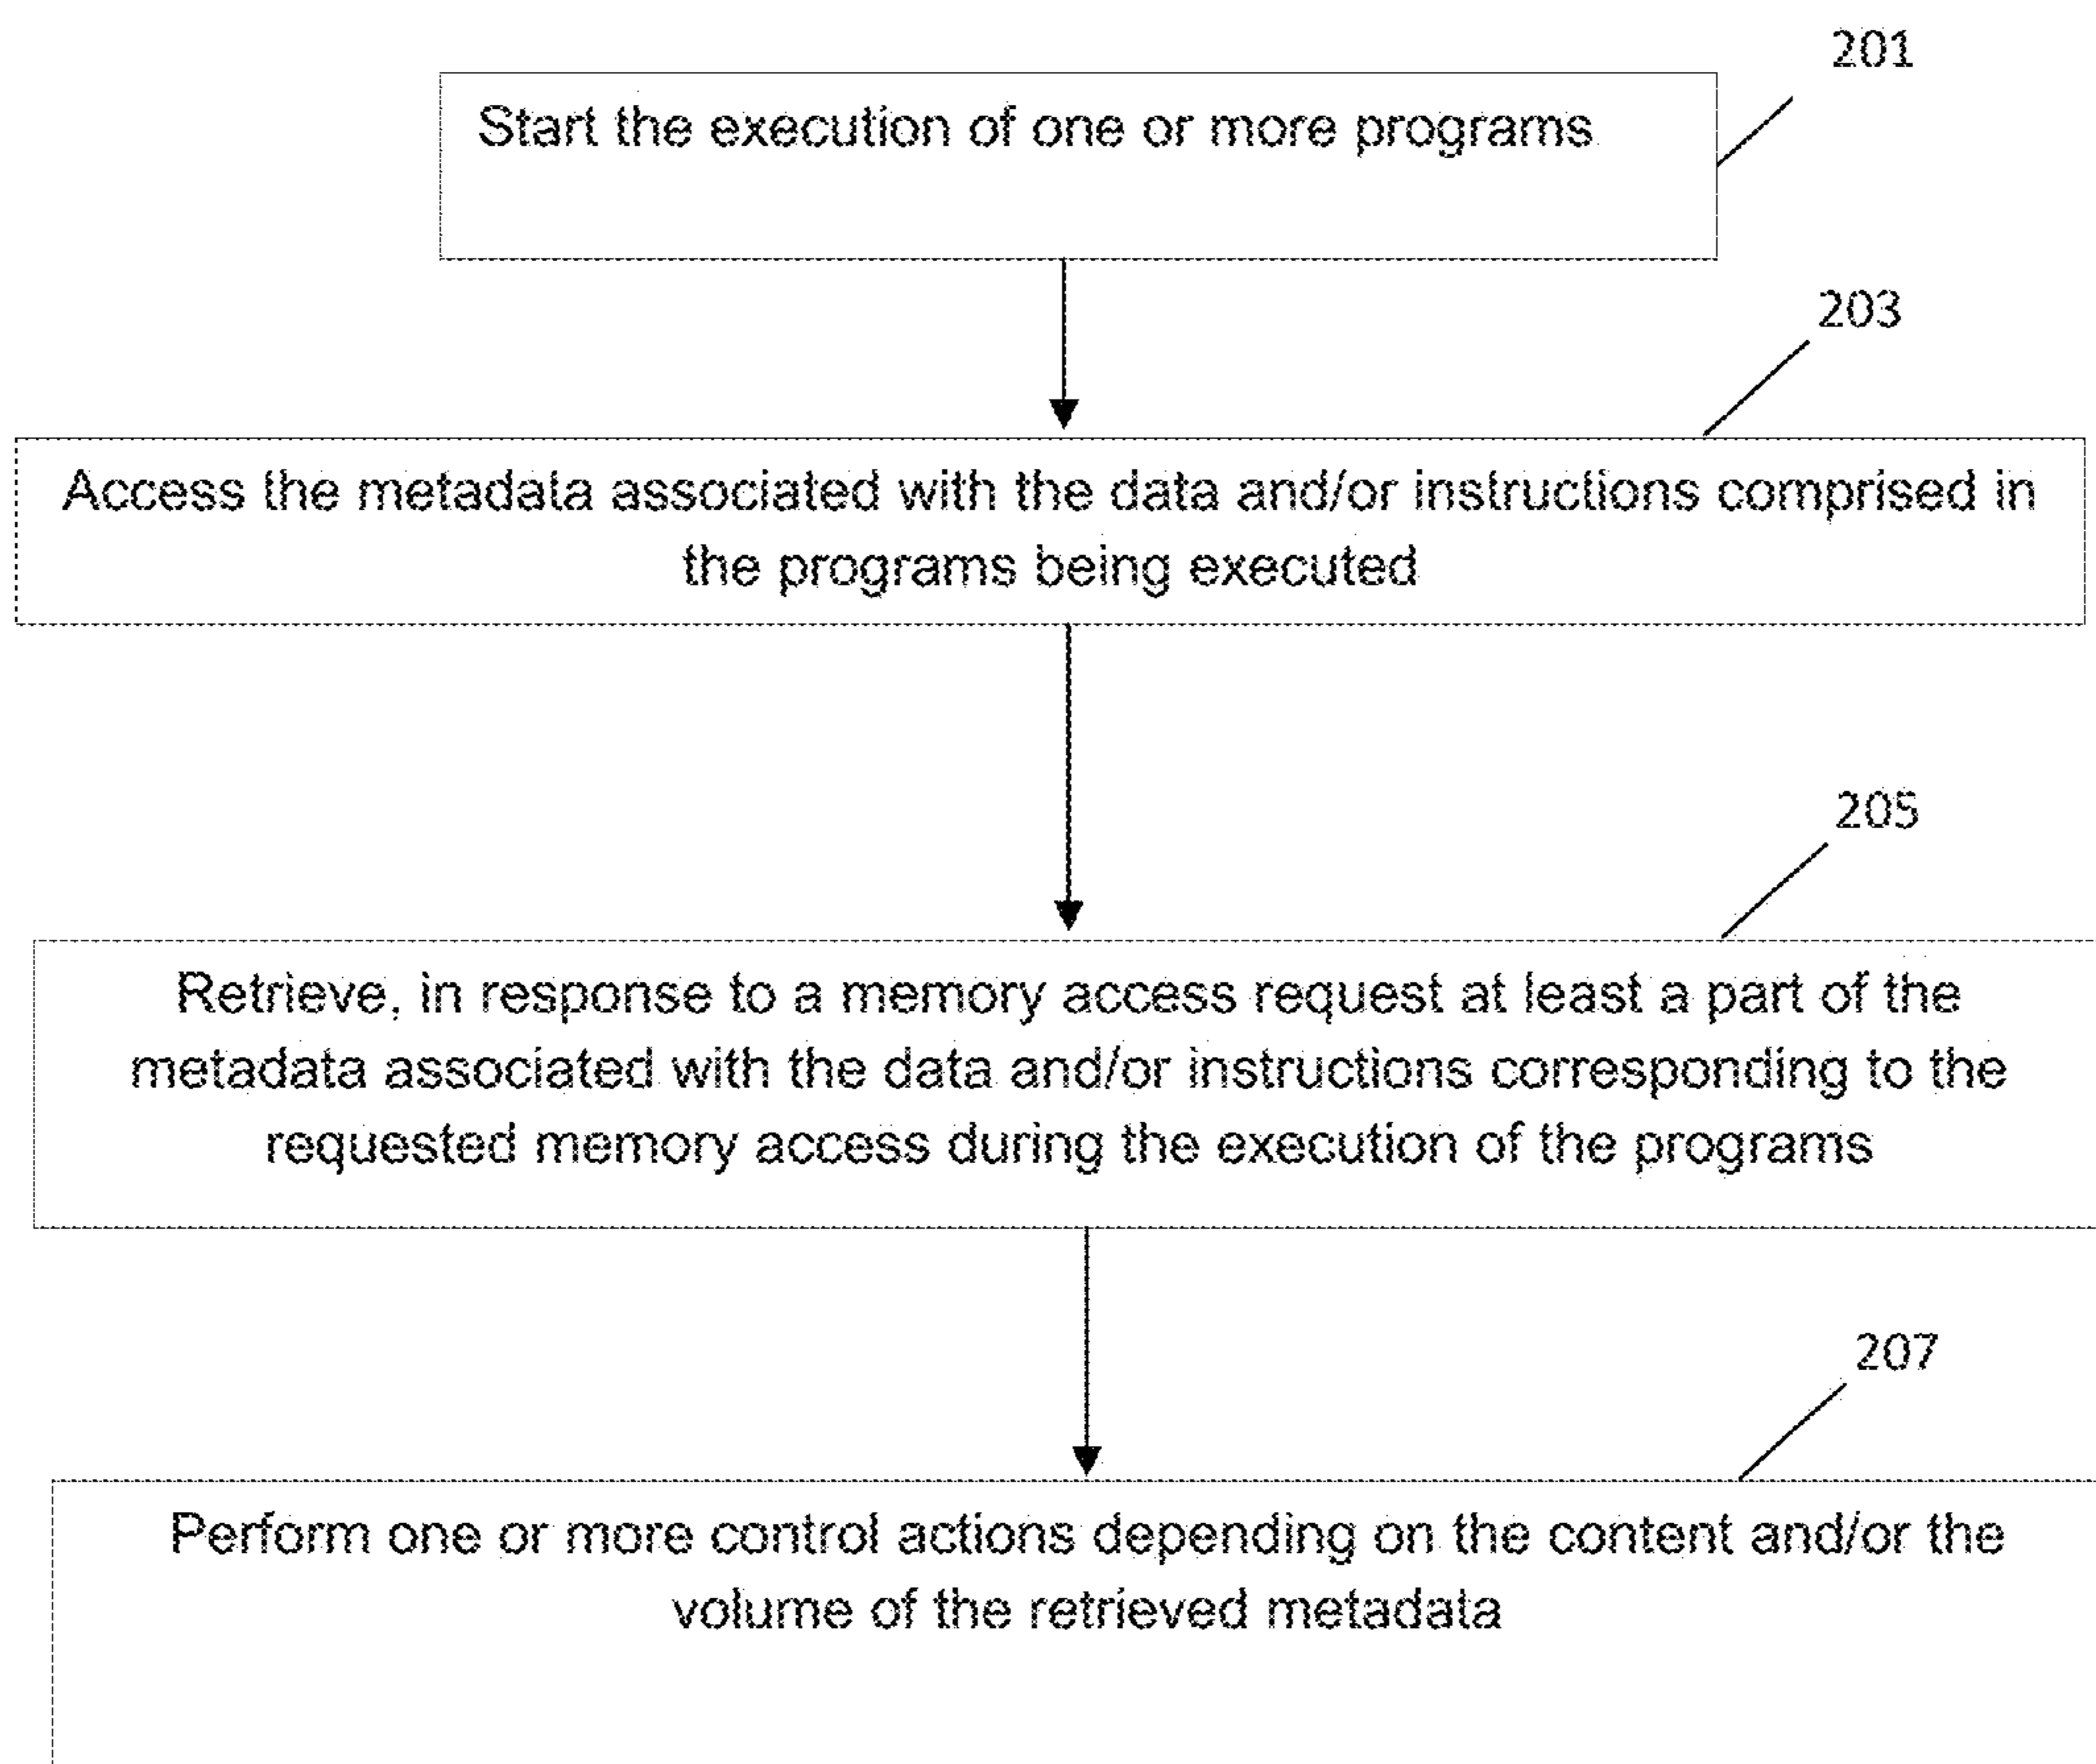 201
Start the execution of one or more programs
203
Access the metadata associated with the data and/or instructions comprised in
the programs being executed
205
Retrieve, in response to a memory access request at least a part of the
metadata associated with the data and/or instructions corresponding to the
requested memory access during the execution of the programs
207
Perform one or more control actions depending on the content and/or the
volume of the retrieved metadata